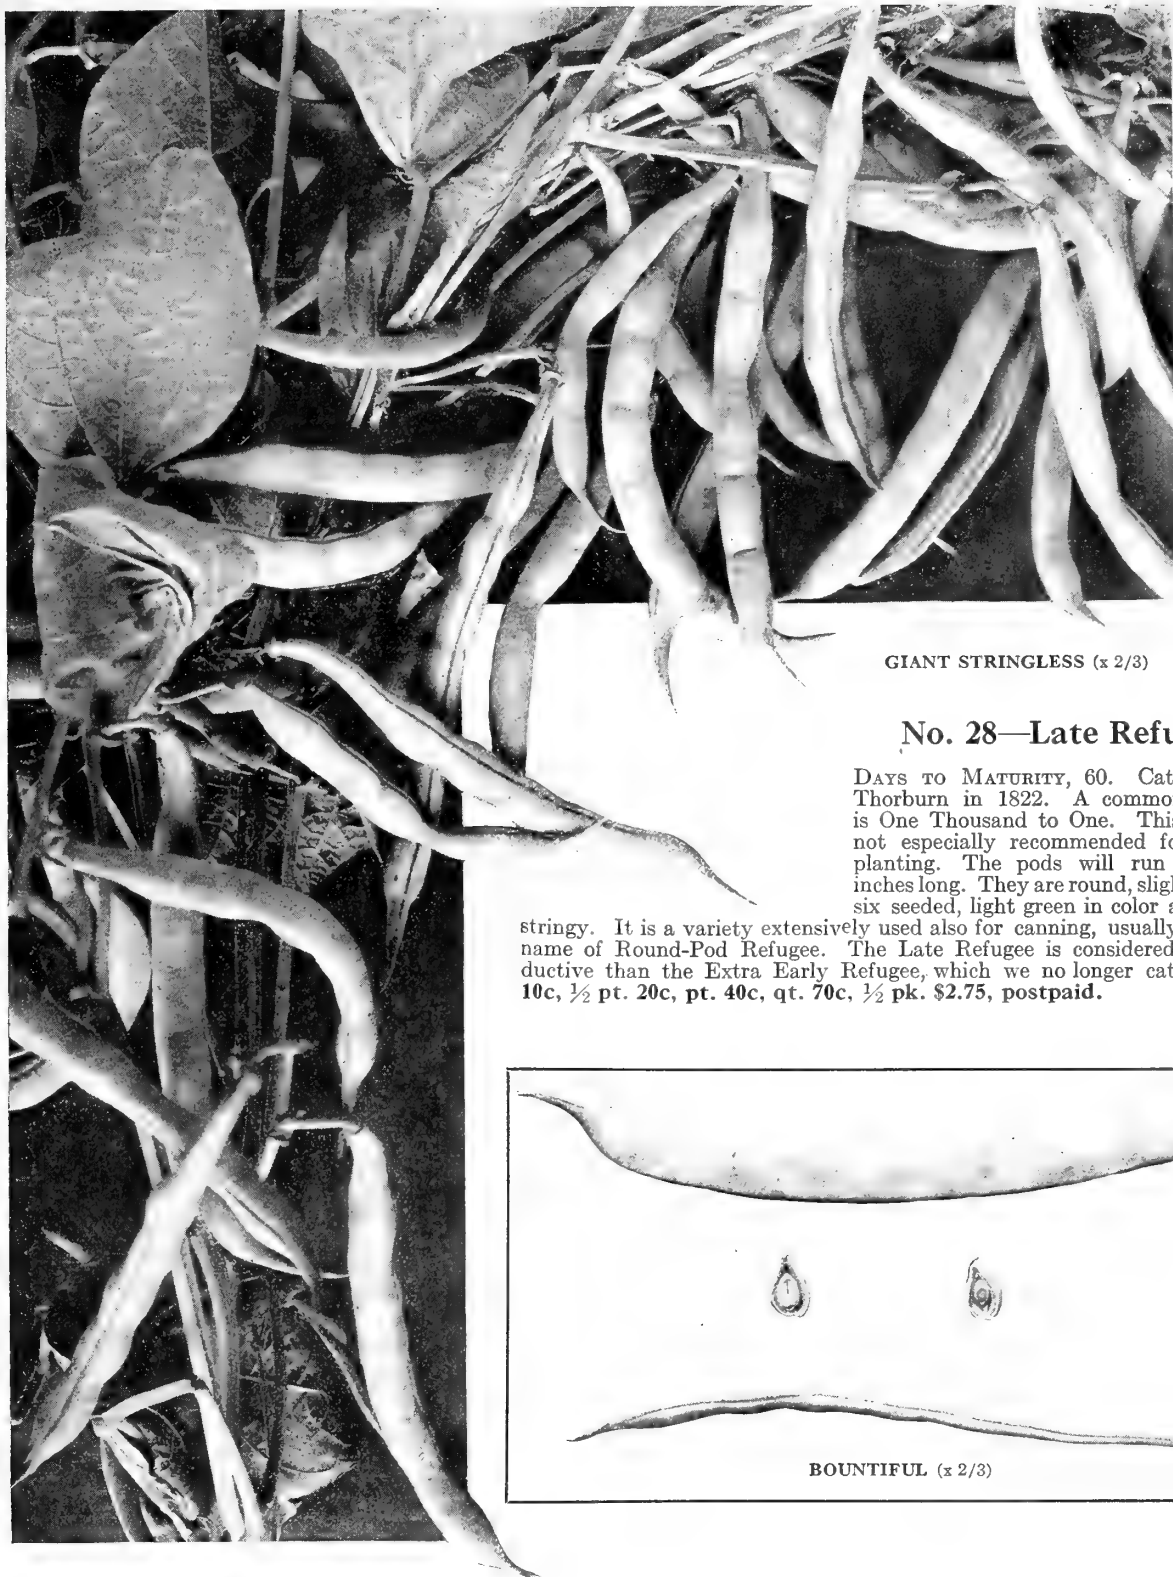 GIANT STRINGLESS (x 2/3)
No. 28—Late Refu
DAYS TO MATURITY, 60. Cat
Thorburn in 1822. A commo
is One Thousand to One. This
not especially recommended fo
planting. The pods will run
inches long. They are round, sligh
six seeded, light green in color a
stringy. It is a variety extensively used also for canning, usually
name of Round-Pod Refugee. The Late Refugee is considered
ductive than the Extra Early Refugee, which we no longer cat
10c, ½ pt. 20c, pt. 40c, qt. 70c, ½ pk. $2.75, postpaid.
BOUNTIFUL (x 2/3)